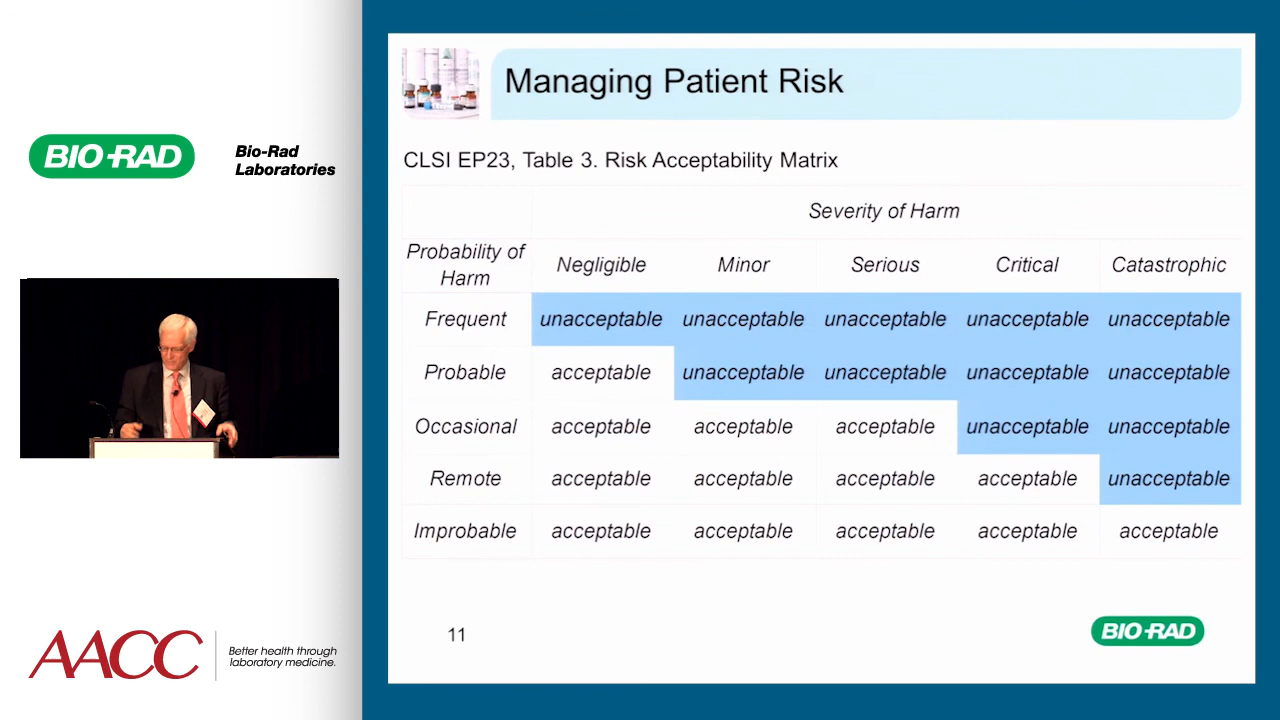 BIO-RAD
Bio-Rad
Laboratories
AACC
Better health through
laboratory medicine.
Managing Patient Risk
CLSI EP23, Table 3. Risk Acceptability Matrix
Severity of Harm
Probability of
Harm
Negligible Minor Serious Critical Catastrophic
Frequent unacceptable unacceptable unacceptable unacceptable unacceptable
Probable acceptable unacceptable unacceptable unacceptable unacceptable
Occasional acceptable acceptable acceptable unacceptable unacceptable
Remote acceptable acceptable acceptable acceptable unacceptable
Improbable acceptable acceptable acceptable acceptable acceptable
11
BIO-RAD